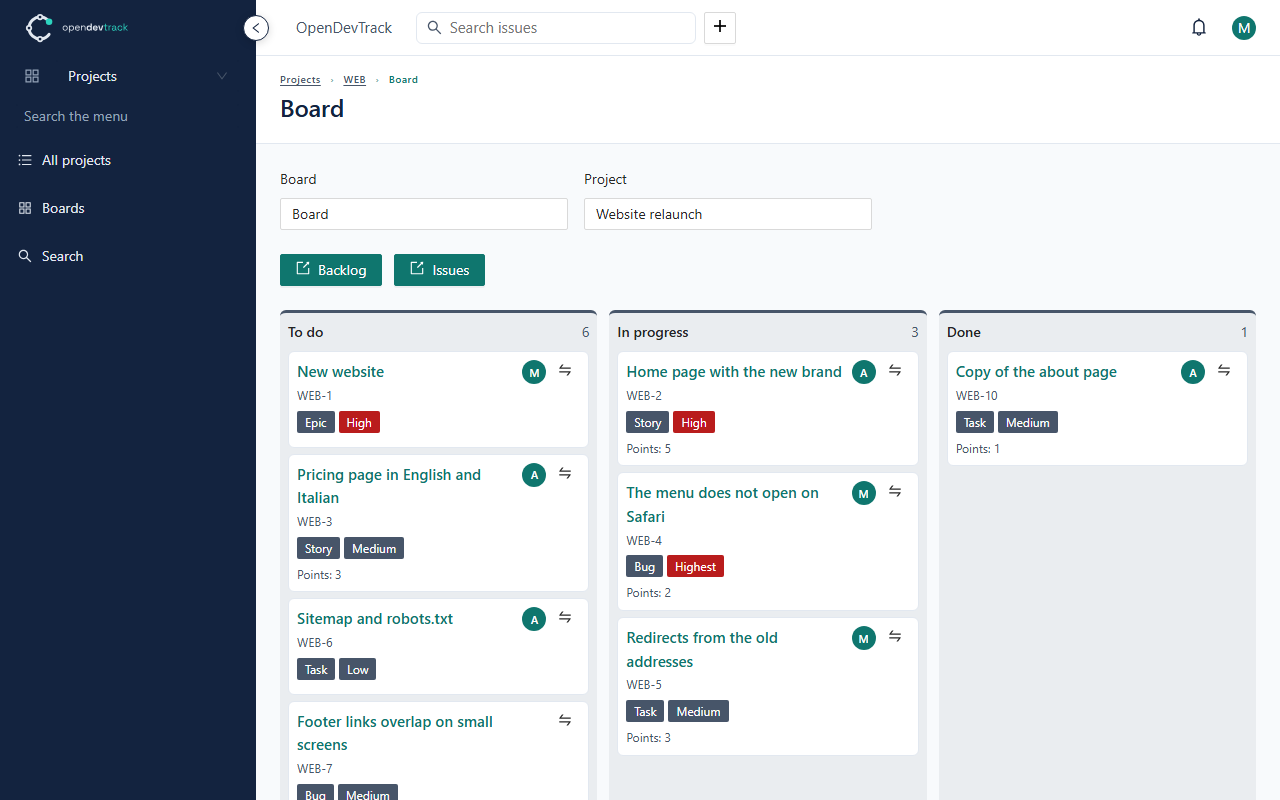 opendevtrack
Projects
Search the menu
All projects
Boards
Search
OpenDevTrack
Search issues
M
Projects › WEB › Board
Board
Board
Board
Project
Website relaunch
Backlog
Issues
To do 6
New website
M
WEB-1
Epic High
Pricing page in English and
Italian
A
WEB-3
Story Medium
Points: 3
Sitemap and robots.txt
A
WEB-6
Task Low
Footer links overlap on small
screens
WEB-7
Bug Medium
In progress 3
Home page with the new brand
A
WEB-2
Story High
Points: 5
The menu does not open on
Safari
M
WEB-4
Bug Highest
Points: 2
Redirects from the old
addresses
M
WEB-5
Task Medium
Points: 3
Done 1
Copy of the about page
A
WEB-10
Task Medium
Points: 1